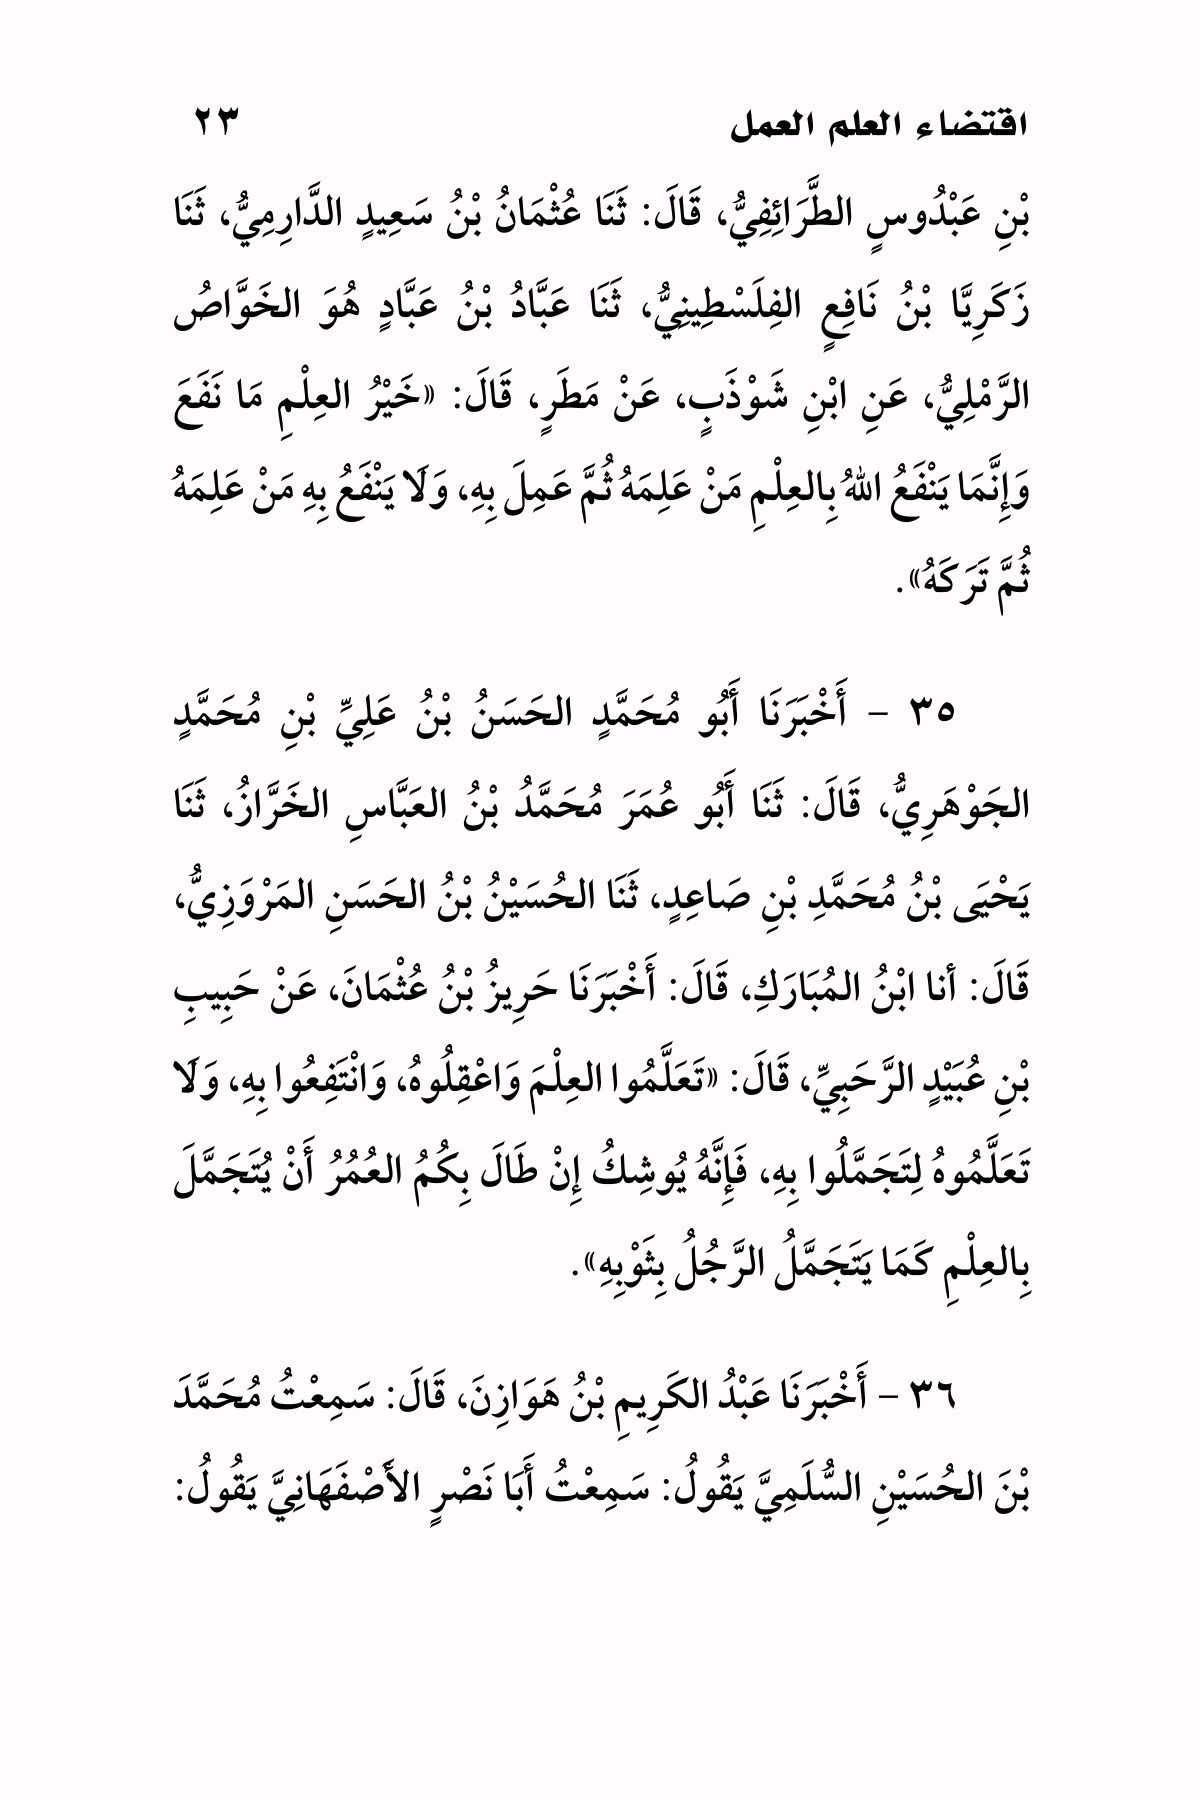 اقتضاء العلم العمل ٢٣
بْنِ عَبْدُوسٍ الطَّرَائِفِيُّ، قَالَ: ثَنَا عُثْمَانُ بْنُ سَعِيدٍ الدَّارِمِيُّ، ثَنَا
زَكَرِيَّا بْنُ نَافِعٍ الفِلَسْطِينِيُّ، ثَنَا عَبَّادُ بْنُ عَبَّادٍ هُوَ الخَوَّاصُ
الرَّمْلِيُّ، عَنِ ابْنِ شَوْذَبٍ، عَنْ مَطَرٍ، قَالَ: «خَيْرُ العِلْمِ مَا نَفَعَ
وَإِنَّمَا يَنْفَعُ اللهُ بِالعِلْمِ مَنْ عَلِمَهُ ثُمَّ عَمِلَ بِهِ، وَلَا يَنْفَعُ بِهِ مَنْ عَلِمَهُ
ثُمَّ تَرَكَهُ».
٣٥ – أَخْبَرَنَا أَبُو مُحَمَّدٍ الحَسَنُ بْنُ عَلِيِّ بْنِ مُحَمَّدٍ
الجَوْهَرِيُّ، قَالَ: ثَنَا أَبُو عُمَرَ مُحَمَّدُ بْنُ العَبَّاسِ الخَرَّازُ، ثَنَا
يَحْيَى بْنُ مُحَمَّدِ بْنِ صَاعِدٍ، ثَنَا الحُسَيْنُ بْنُ الحَسَنِ المَرْوَزِيُّ،
قَالَ: أنا ابْنُ المُبَارَكِ، قَالَ: أَخْبَرَنَا حَرِيزُ بْنُ عُثْمَانَ، عَنْ حَبِيبِ
بْنِ عُبَيْدٍ الرَّحَبِيِّ، قَالَ: «تَعَلَّمُوا العِلْمَ وَاعْقِلُوهُ، وَانْتَفِعُوا بِهِ، وَلَا
تَعَلَّمُوهُ لِتَجَمَّلُوا بِهِ، فَإِنَّهُ يُوشِكُ إِنْ طَالَ بِكُمُ العُمُرُ أَنْ يُتَجَمَّلَ
بِالعِلْمِ كَمَا يَتَجَمَّلُ الرَّجُلُ بِثَوْبِهِ».
٣٦ – أَخْبَرَنَا عَبْدُ الكَرِيمِ بْنُ هَوَازِنَ، قَالَ: سَمِعْتُ مُحَمَّدَ
بْنَ الحُسَيْنِ السُّلَمِيَّ يَقُولُ: سَمِعْتُ أَبَا نَصْرٍ الأَصْفَهَانِيَّ يَقُولُ: